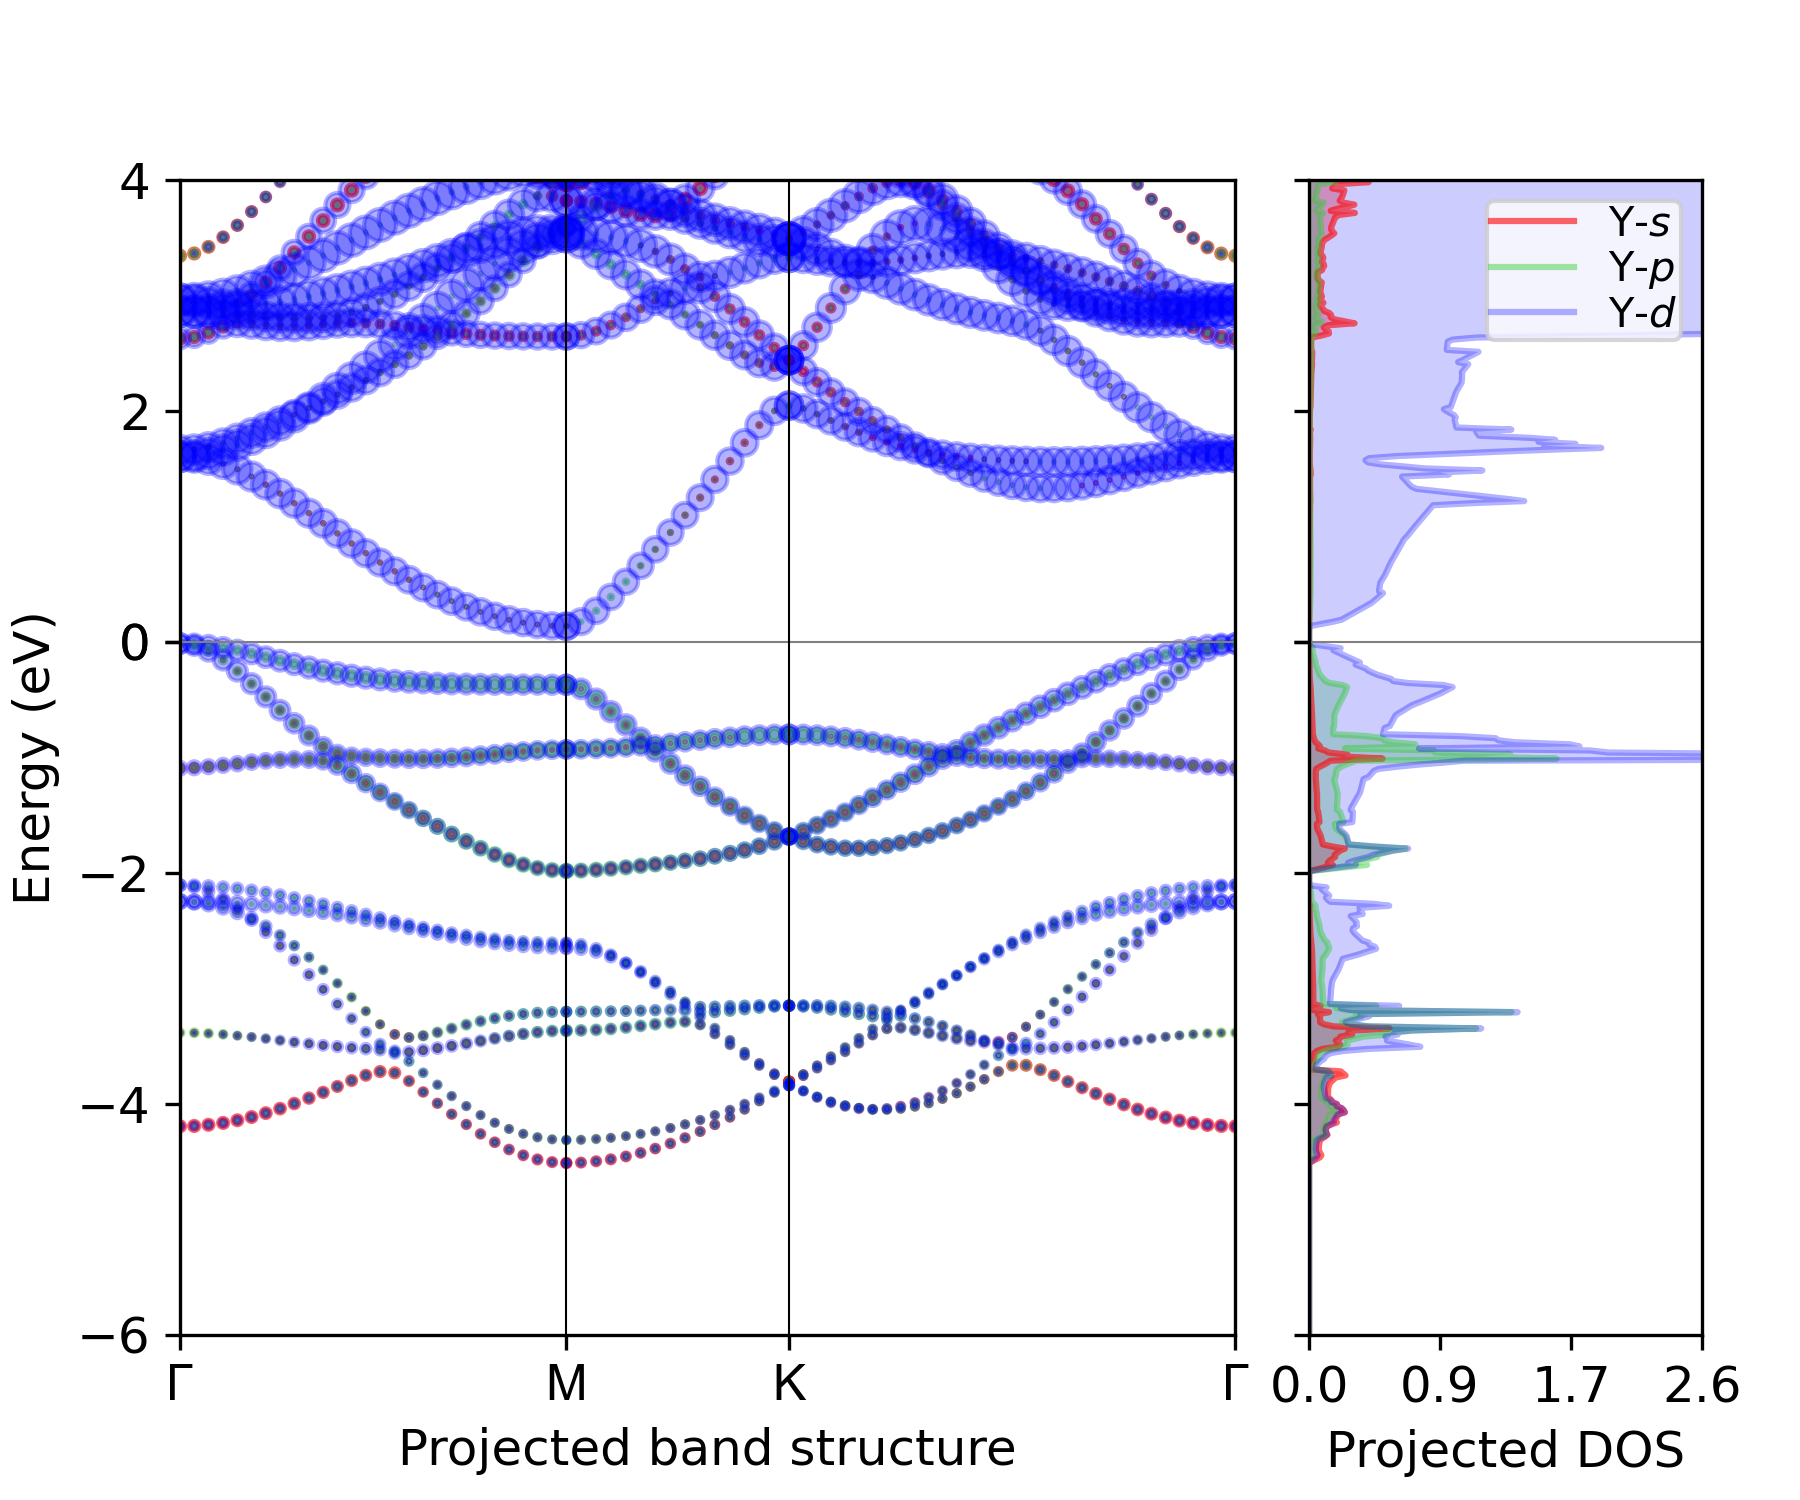 4
2
0
−2
−4
−6
Energy (eV)
Γ M K Γ
Projected band structure
Y-s
Y-p
Y-d
0.0 0.9 1.7 2.6
Projected DOS